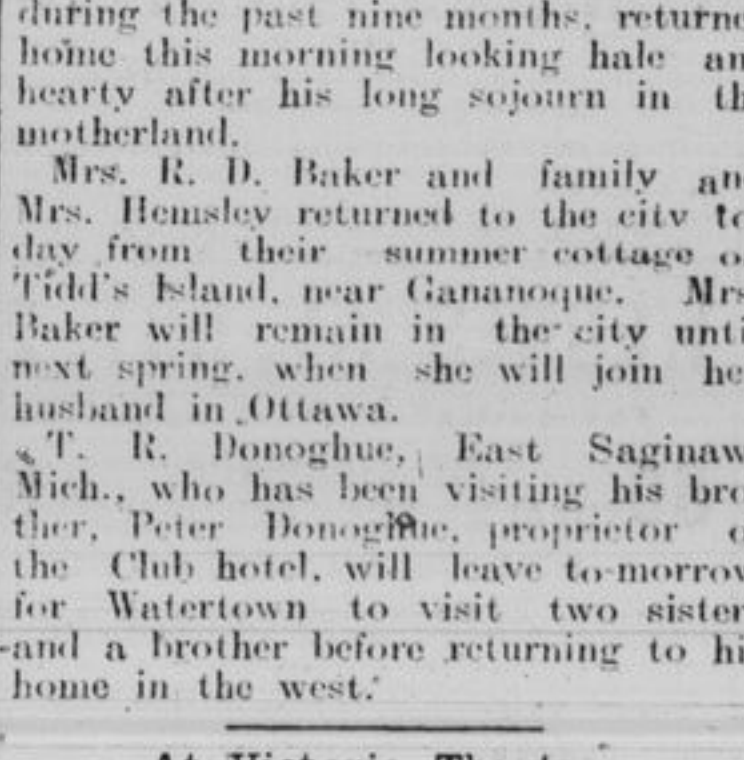 during the past nine months, returne
home this morning looking hale an
hearty after his long sojourn in th
motherland.
Mrs. R. D. Baker and family an
Mrs. Hemsley returned to the city to
day from their summer cottage o
Tidd's Island, near Gananoque. Mrs
Baker will remain in the city unti
next spring, when she will join he
husband in Ottawa.
T. R. Donoghue, East Saginaw
Mich., who has been visiting his bro
ther, Peter Donoghue, proprietor o
the Club hotel, will leave to-morrow
for Watertown to visit two sister
and a brother before returning to hi
home in the west.